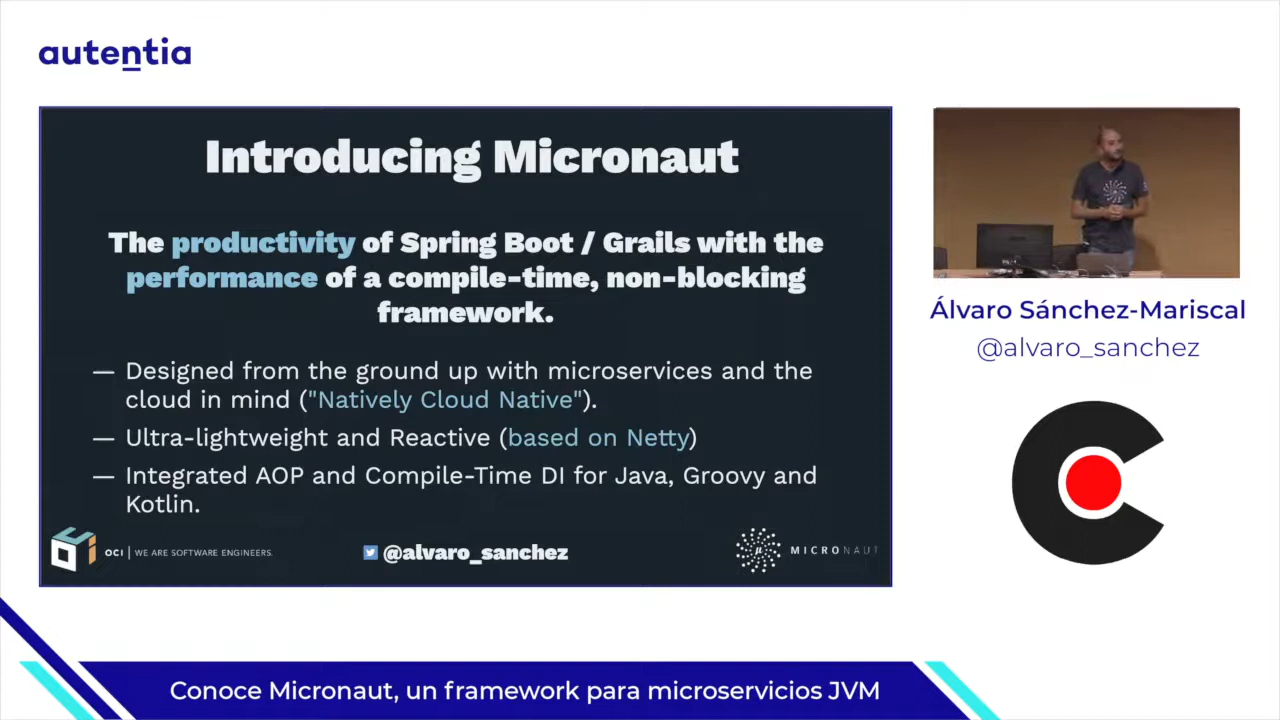 autentia
Introducing Micronaut
The productivity of Spring Boot / Grails with the
performance of a compile-time, non-blocking
framework.
— Designed from the ground up with microservices and the
cloud in mind ("Natively Cloud Native").
— Ultra-lightweight and Reactive (based on Netty)
— Integrated AOP and Compile-Time DI for Java, Groovy and
Kotlin.
OCI | WE ARE SOFTWARE ENGINEERS.
@alvaro_sanchez
μ MICRONAUT
Álvaro Sánchez-Mariscal
@alvaro_sanchez
Conoce Micronaut, un framework para microservicios JVM